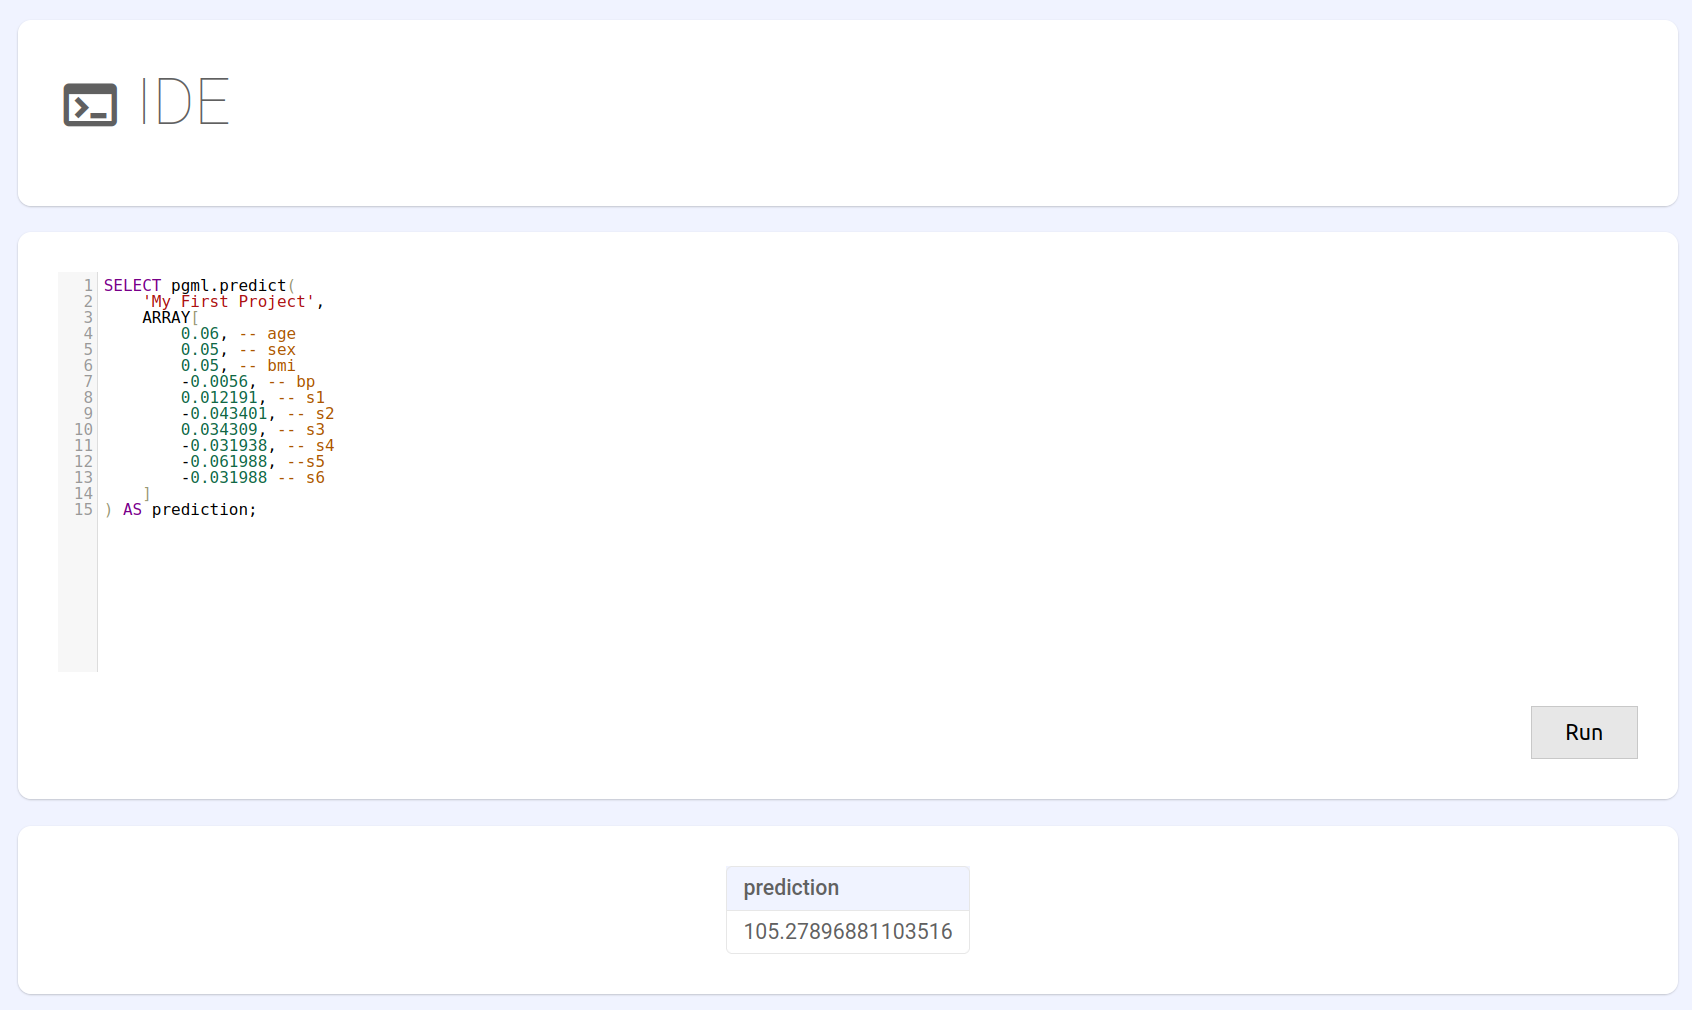 IDE
1 SELECT pgml.predict(
2     'My First Project',
3     ARRAY[
4         0.06, -- age
5         0.05, -- sex
6         0.05, -- bmi
7         -0.0056, -- bp
8         0.012191, -- s1
9         -0.043401, -- s2
10         0.034309, -- s3
11         -0.031938, -- s4
12         -0.061988, --s5
13         -0.031988 -- s6
14     ]
15 ) AS prediction;
Run
prediction
105.27896881103516